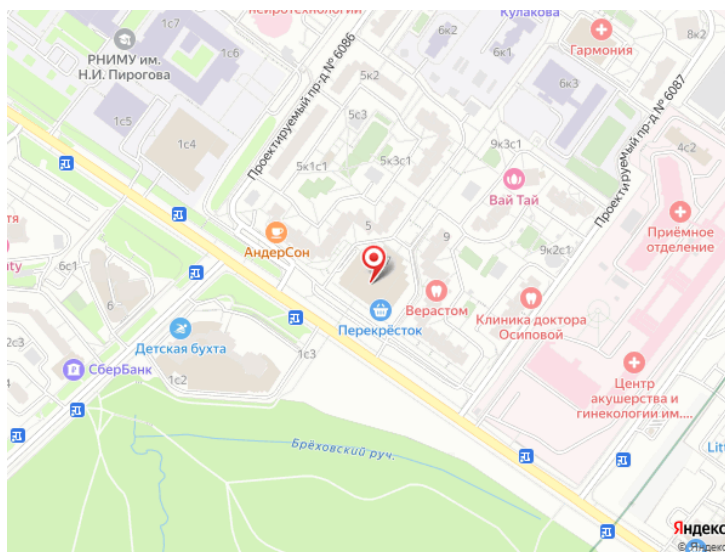 нейротехнологий
Кулакова
1с7
1с6
РНИМУ им.
Н.И. Пирогова
1с5
1с4
Проектируемый пр-д № 6086
5к2
5с3
5к1с1
5к3с1
6к2
6к1
6к3
Гармония
8к2
Проектируемый пр-д № 6087
4с2
9к3с1
Вай Тай
Приёмное
отделение
АндерСон
5
9
9к2с1
Верастом
Клиника доктора
Осиповой
Перекрёсток
6с1
6
Детская бухта
1с3
1с2
СберБанк
Центр
акушерства и
гинекологии им....
Брёховский руч.
Яндекс
© Яндекс